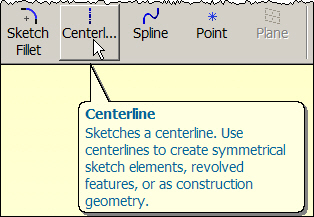 Sketch
Fillet
Centerl...
Spline
Point
Plane
Centerline
Sketches a centerline. Use
centerlines to create symmetrical
sketch elements, revolved
features, or as construction
geometry.